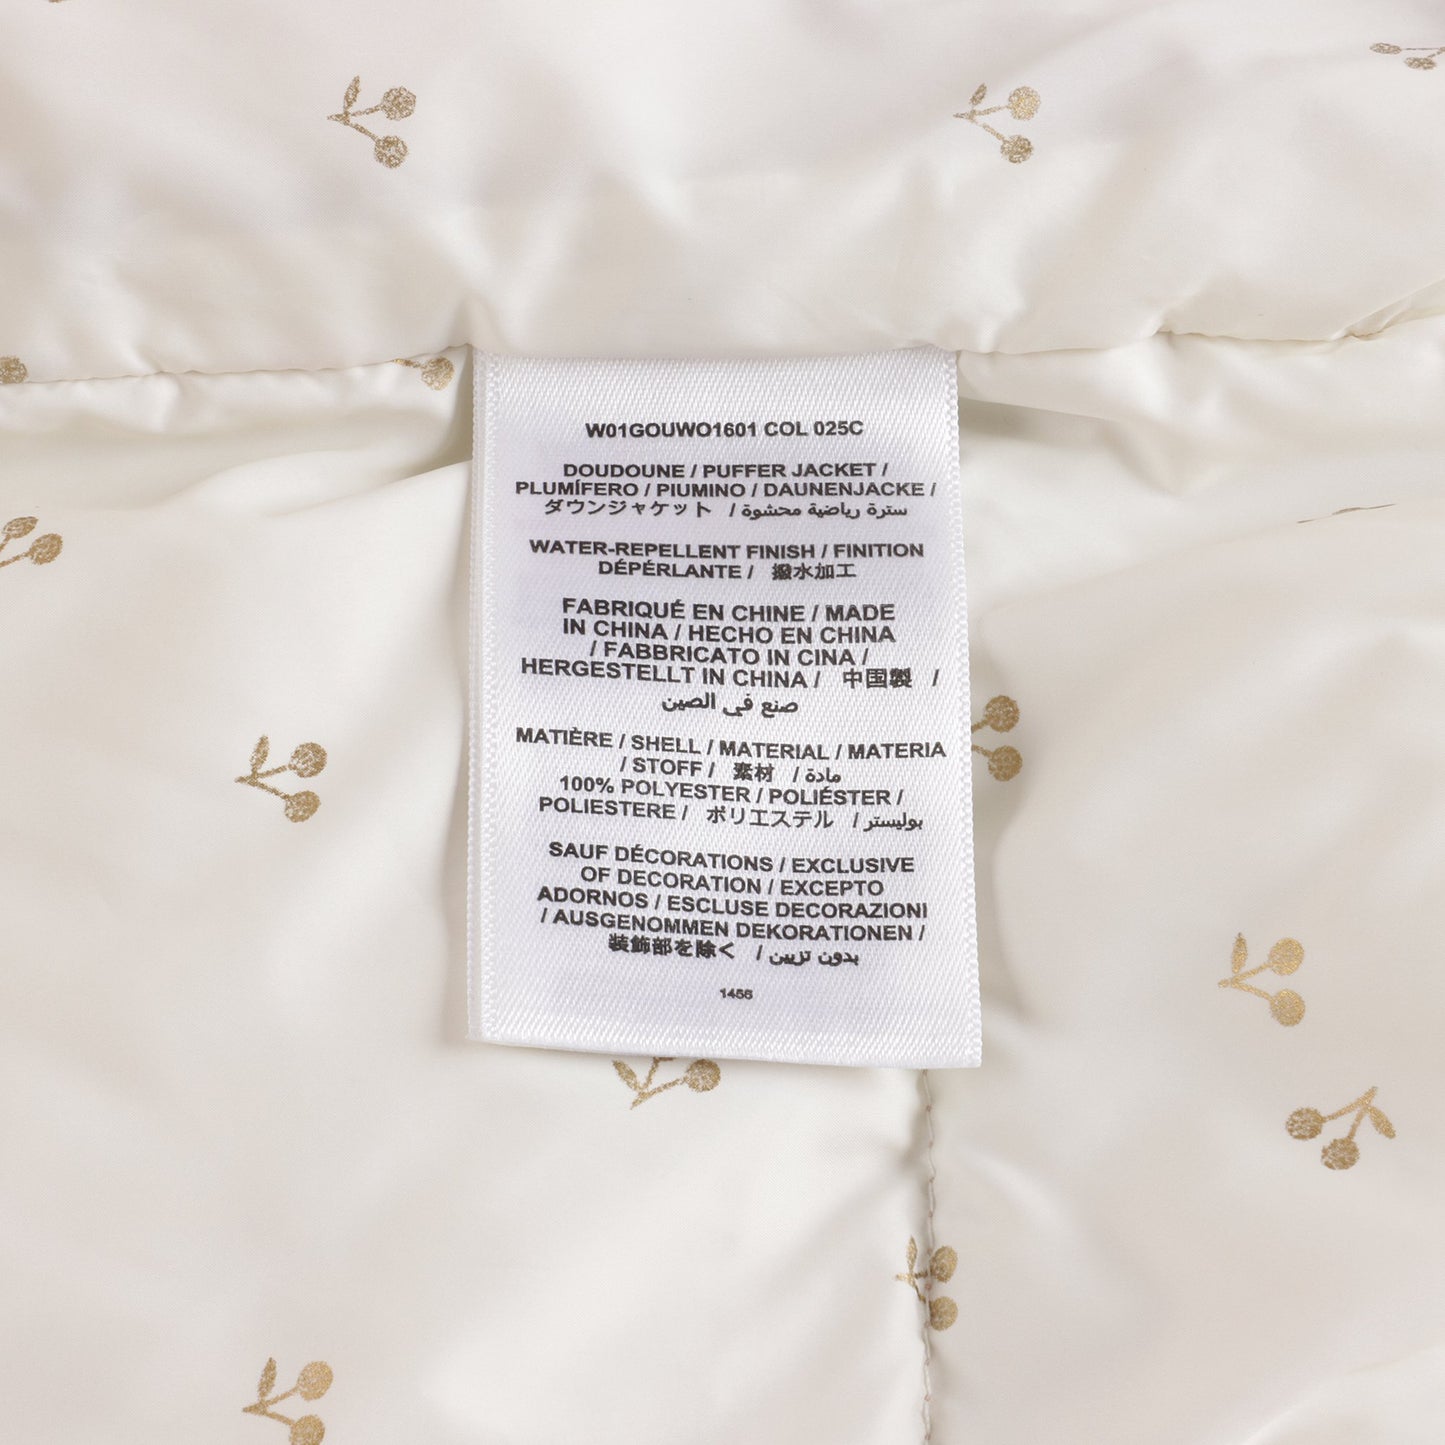 W01GOUWO1601 COL 025C
DOUDOUNE / PUFFER JACKET /
PLUMÍFERO / PIUMINO / DAUNENJACKE /
ダウンジャケット / سترة رياضية محشوة
WATER-REPELLENT FINISH / FINITION
DÉPÉRLANTE / 撥水加工
FABRIQUÉ EN CHINE / MADE
IN CHINA / HECHO EN CHINA
/ FABBRICATO IN CINA /
HERGESTELLT IN CHINA / 中国製 /
صنع في الصين
MATIÈRE / SHELL / MATERIAL / MATERIA
/ STOFF / 素材 / مادة
100% POLYESTER / POLIÉSTER /
POLIESTERE / ポリエステル / بوليستر
SAUF DÉCORATIONS / EXCLUSIVE
OF DECORATION / EXCEPTO
ADORNOS / ESCLUSE DECORAZIONI
/ AUSGENOMMEN DEKORATIONEN /
装飾部を除く / بدون تزيين
1456